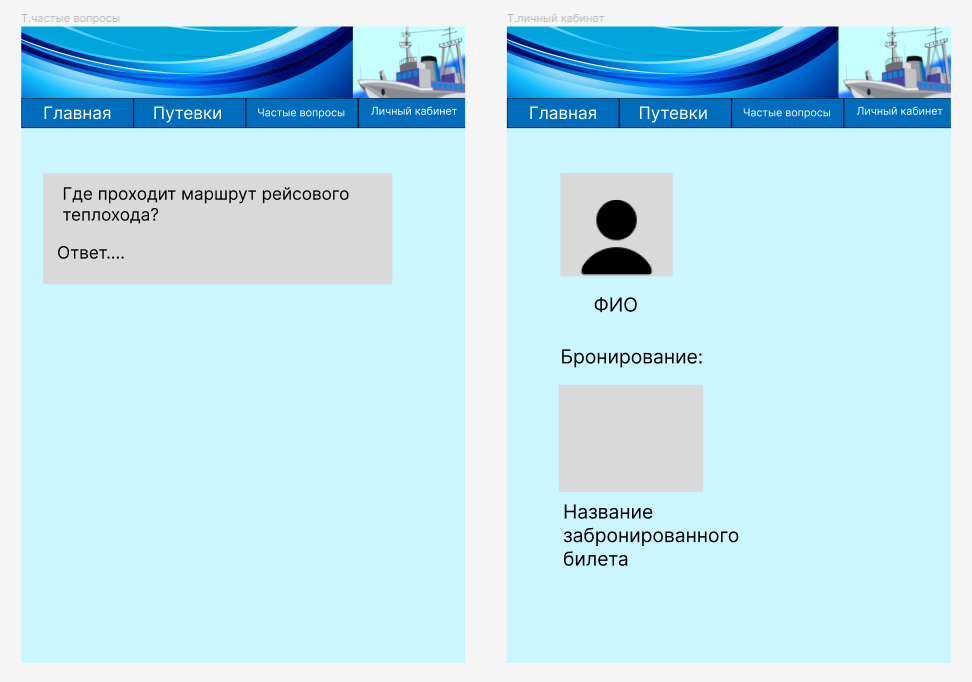 Т.частые вопросы
Главная
Путевки
Частые вопросы
Личный кабинет
Где проходит маршрут рейсового
теплохода?
Ответ....
Т.личный кабинет
Главная
Путевки
Частые вопросы
Личный кабинет
ФИО
Бронирование:
Название
забронированного
билета